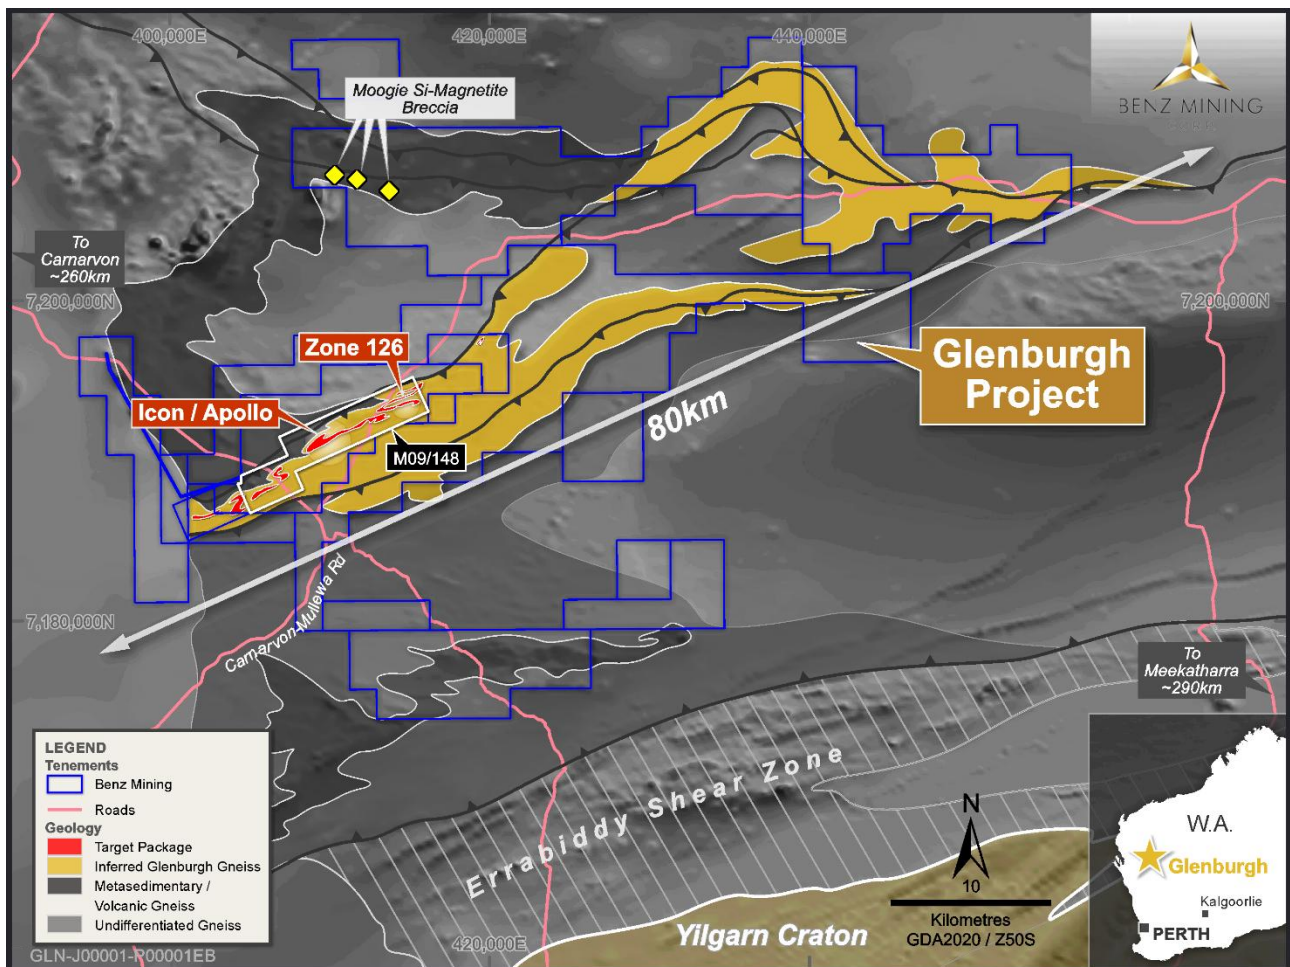 400,000E
420,000E
440,000E
BENZ MINING
Moogie Si-Magnetite
Breccia
To
Carnarvon
~260km
7,200,000N
7,200,000N
Zone 126
Glenburgh
Project
Icon / Apollo
80km
M09/148
7,180,000N
Carnarvon-Mullewa Rd
To
Meekatharra
~290km
LEGEND
Tenements
Benz Mining
Roads
Geology
Target Package
Inferred Glenburgh Gneiss
Metasedimentary /
Volcanic Gneiss
Undifferentiated Gneiss
GLN-J00001-P00001EB
Errabiddy Shear Zone
420,000E
Yilgarn Craton
N
10
Kilometres
GDA2020 / Z50S
W.A.
Glenburgh
Kalgoorlie
PERTH